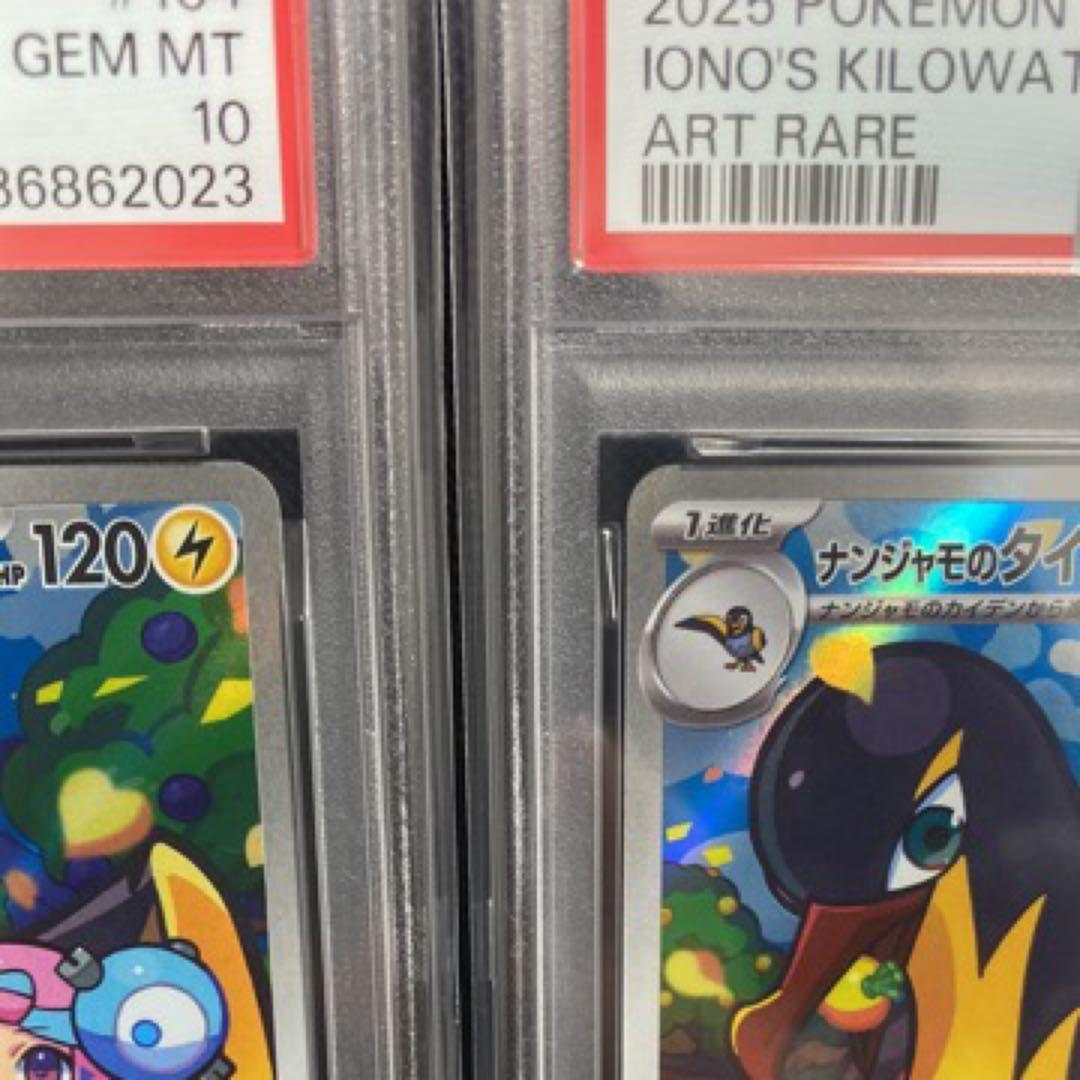 GEM MT
10
86862023
2025 POKEMON
IONO'S KILOWAT
ART RARE
HP 120
1進化
ナンジャモのタイ
ナンジャモのカイデンから